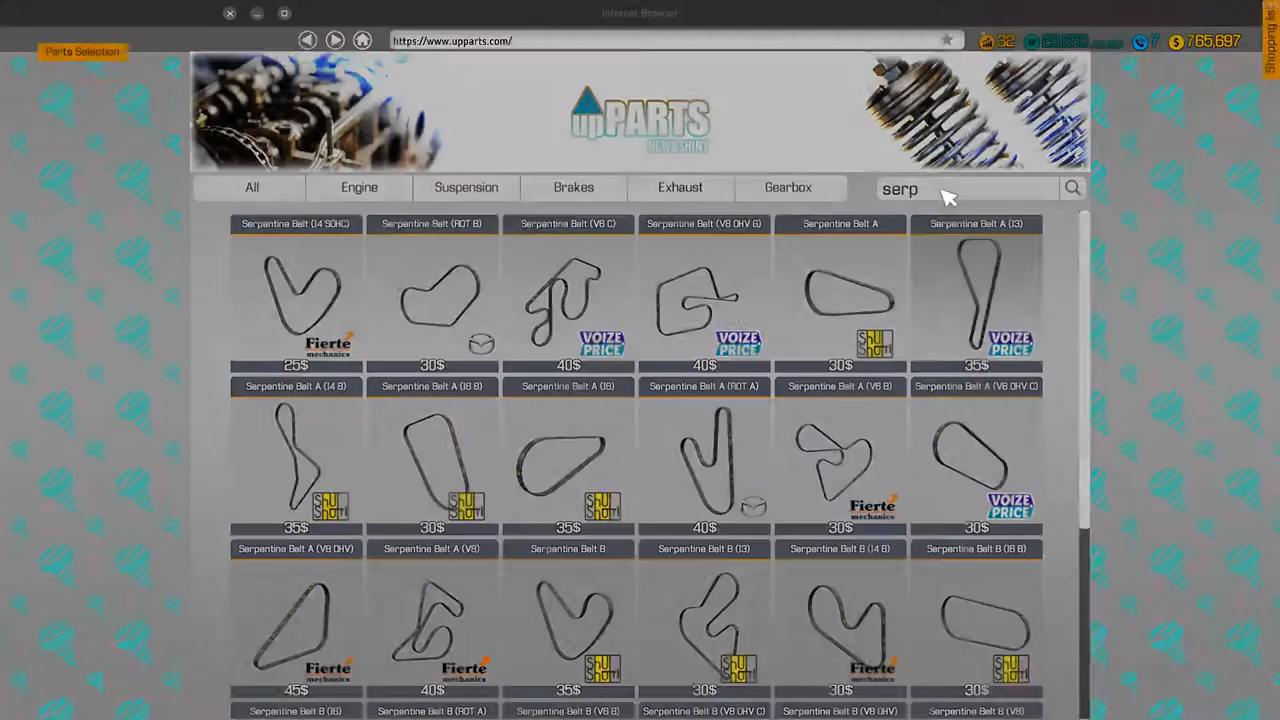 Internet Browser
https://www.upparts.com/
32
7
765,697
Parts Selection
Shopping list
upPARTS
NEW&SHINY
All
Engine
Suspension
Brakes
Exhaust
Gearbox
serp
Serpentine Belt (I4 SOHC)
Serpentine Belt (ROT B)
Serpentine Belt (V8 C)
Serpentine Belt (V8 OHV G)
Serpentine Belt A
Serpentine Belt A (I3)
Fierte mechanics
VOIZE PRICE
VOIZE PRICE
VOIZE PRICE
25$
30$
40$
40$
30$
35$
Serpentine Belt A (I4 B)
Serpentine Belt A (I6 B)
Serpentine Belt A (I6)
Serpentine Belt A (ROT A)
Serpentine Belt A (V6 B)
Serpentine Belt A (V8 OHV C)
Fierte mechanics
VOIZE PRICE
35$
30$
35$
40$
30$
30$
Serpentine Belt A (V8 OHV)
Serpentine Belt A (V8)
Serpentine Belt B
Serpentine Belt B (I3)
Serpentine Belt B (I4 B)
Serpentine Belt B (I6 B)
Fierte mechanics
Fierte mechanics
Fierte mechanics
45$
40$
35$
30$
30$
30$
Serpentine Belt B (I6)
Serpentine Belt B (ROT A)
Serpentine Belt B (V6 B)
Serpentine Belt B (V8 OHV C)
Serpentine Belt B (V8 OHV)
Serpentine Belt B (V8)